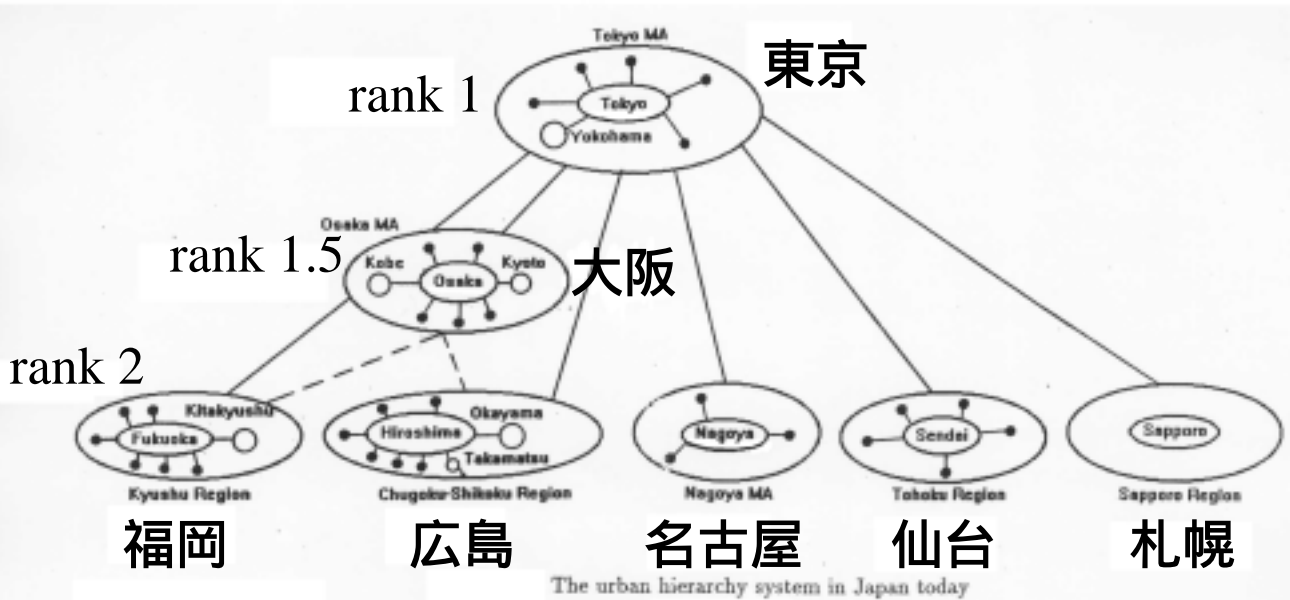 Tokyo MA
東京
rank 1
Tokyo
Yokohama
Osaka MA
rank 1.5
Kobe
Osaka
Kyoto
大阪
rank 2
Kitakyushu
Fukuoka
Okayama
Hiroshima
Takamatsu
Nagoya
Sendai
Sapporo
Kyushu Region
Chugoku-Shikoku Region
Nagoya MA
Tohoku Region
Sapporo Region
福岡
広島
名古屋
仙台
札幌
The urban hierarchy system in Japan today